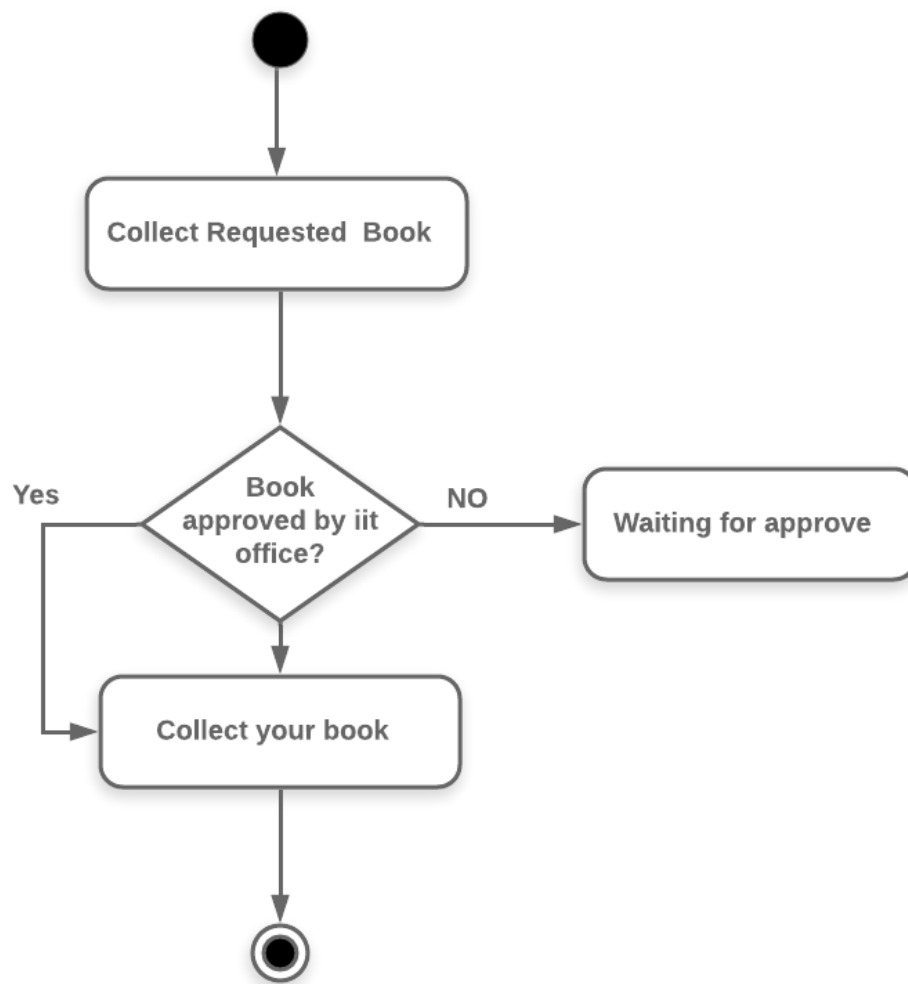 Collect Requested  Book
Yes
Book
approved by iit
office?
NO
Waiting for approve
Collect your book